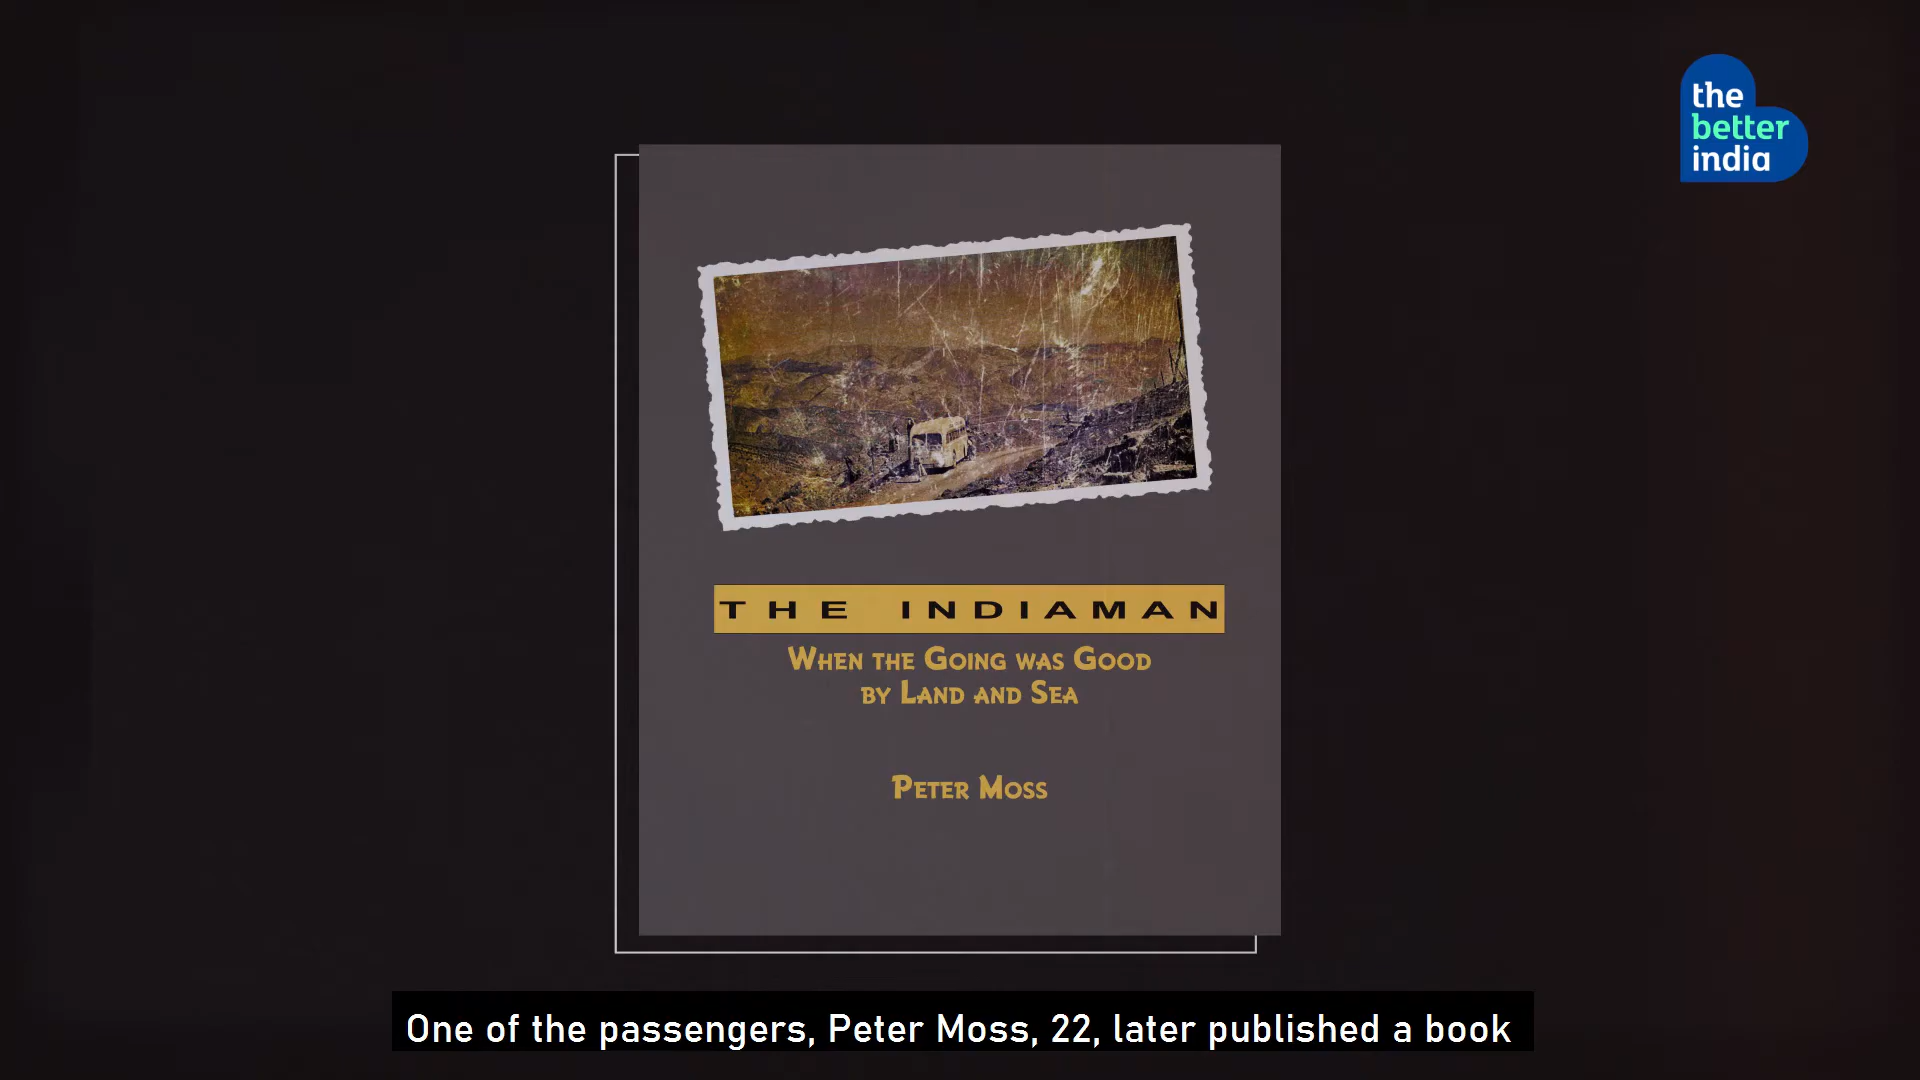 the
better
india
THE INDIAMAN
WHEN THE GOING WAS GOOD
BY LAND AND SEA
PETER MOSS
One of the passengers, Peter Moss, 22, later published a book